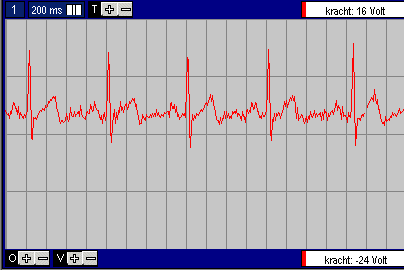 1 200 ms T + − kracht: 16 Volt
O + − V + − kracht: -24 Volt